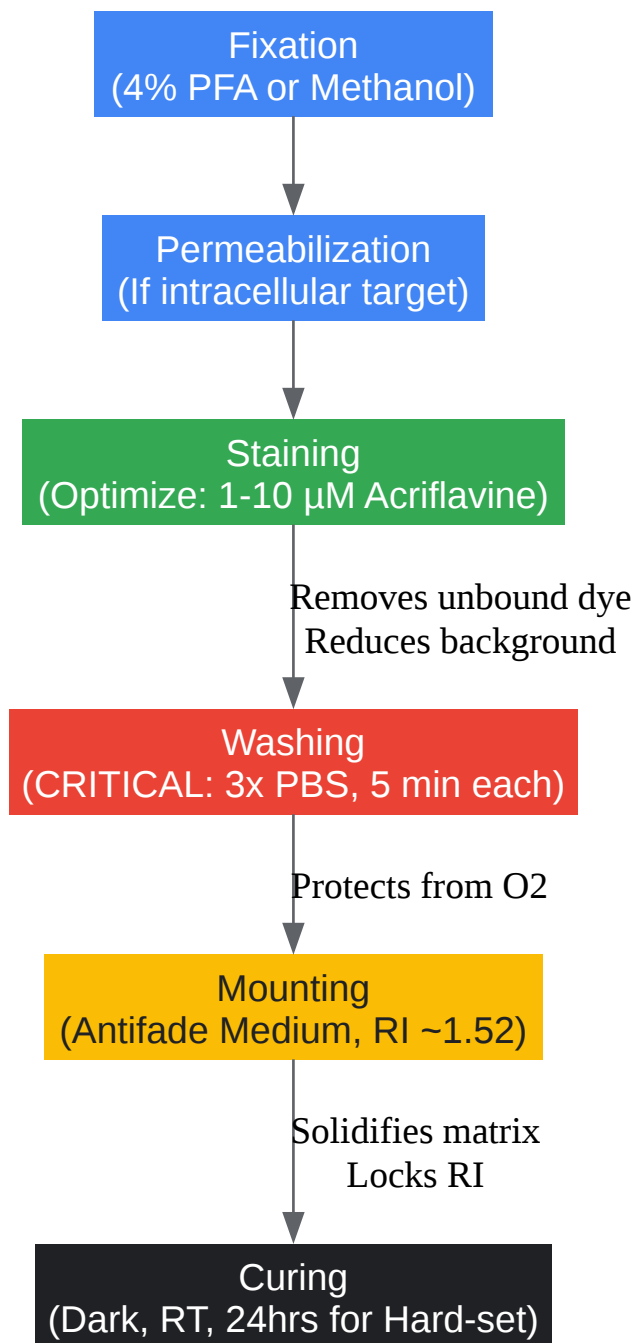 Fixation
(4% PFA or Methanol)
Permeabilization
(If intracellular target)
Staining
(Optimize: 1-10 µM Acriflavine)
Removes unbound dye
Reduces background
Washing
(CRITICAL: 3x PBS, 5 min each)
Protects from O2
Mounting
(Antifade Medium, RI ~1.52)
Solidifies matrix
Locks RI
Curing
(Dark, RT, 24hrs for Hard-set)